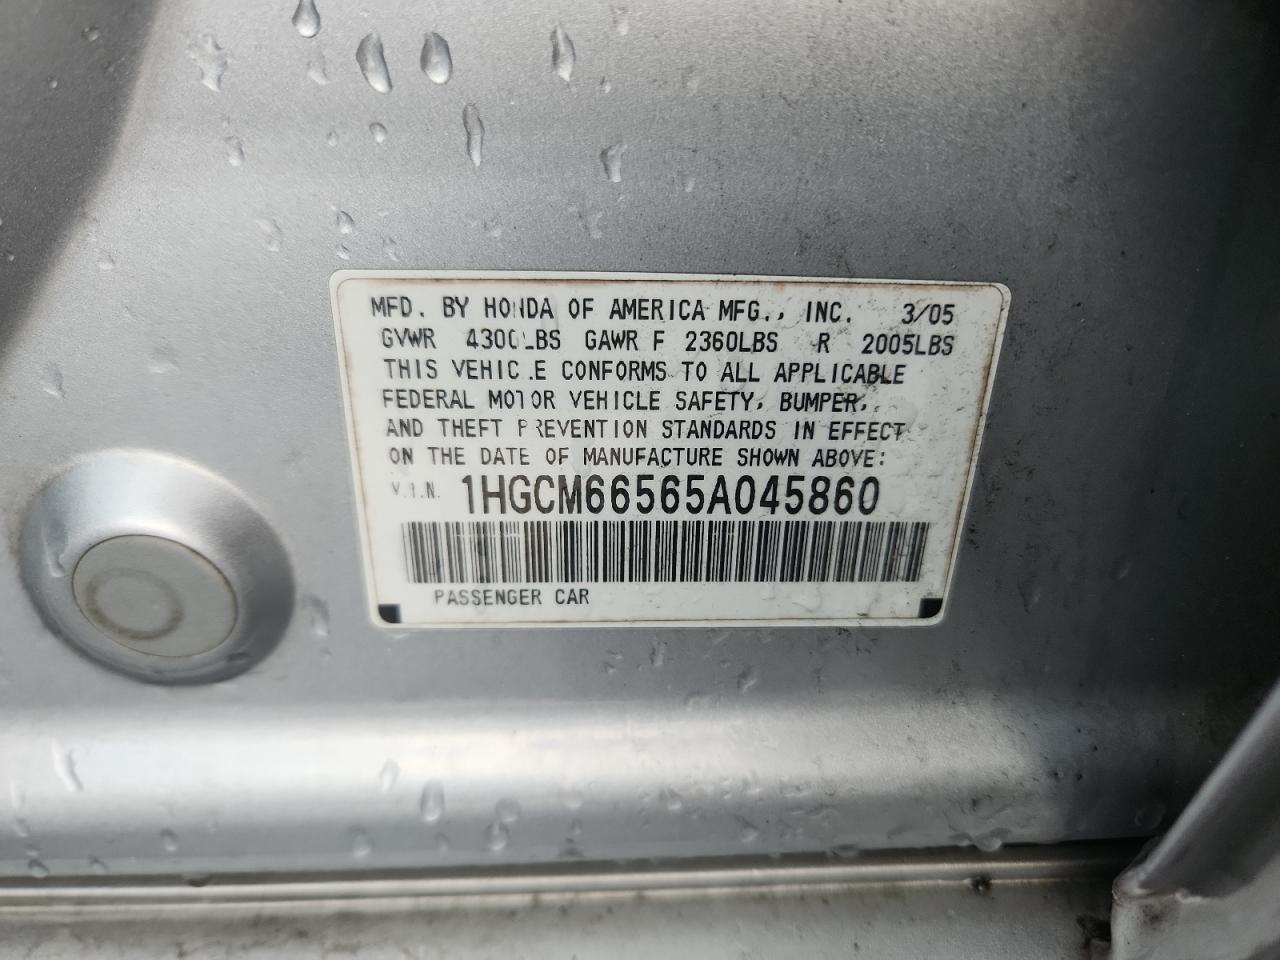 MFD. BY HONDA OF AMERICA MFG., INC. 3/05
GVWR 4300LBS GAWR F 2360LBS R 2005LBS
THIS VEHICLE CONFORMS TO ALL APPLICABLE
FEDERAL MOTOR VEHICLE SAFETY, BUMPER,
AND THEFT PREVENTION STANDARDS IN EFFECT
ON THE DATE OF MANUFACTURE SHOWN ABOVE:
V.I.N. 1HGCM66565A045860
PASSENGER CAR